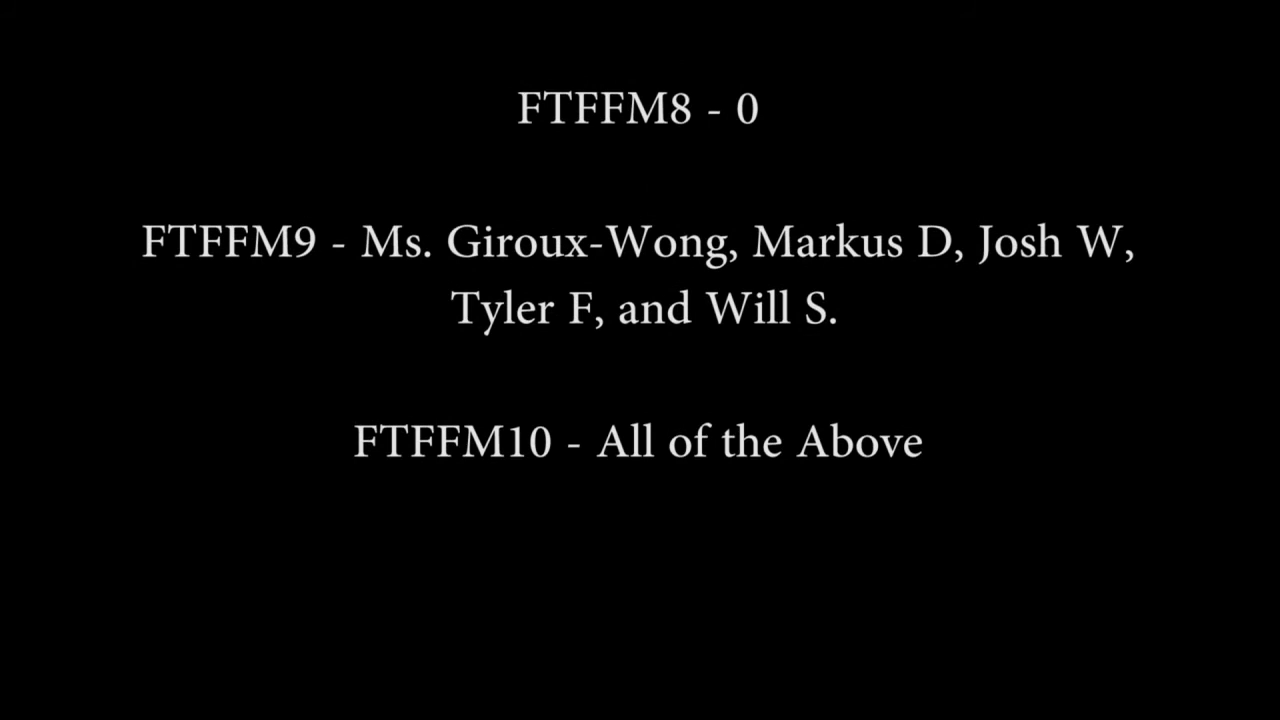 FTFFM8 - 0
FTFFM9 - Ms. Giroux-Wong, Markus D, Josh W,
Tyler F, and Will S.
FTFFM10 - All of the Above